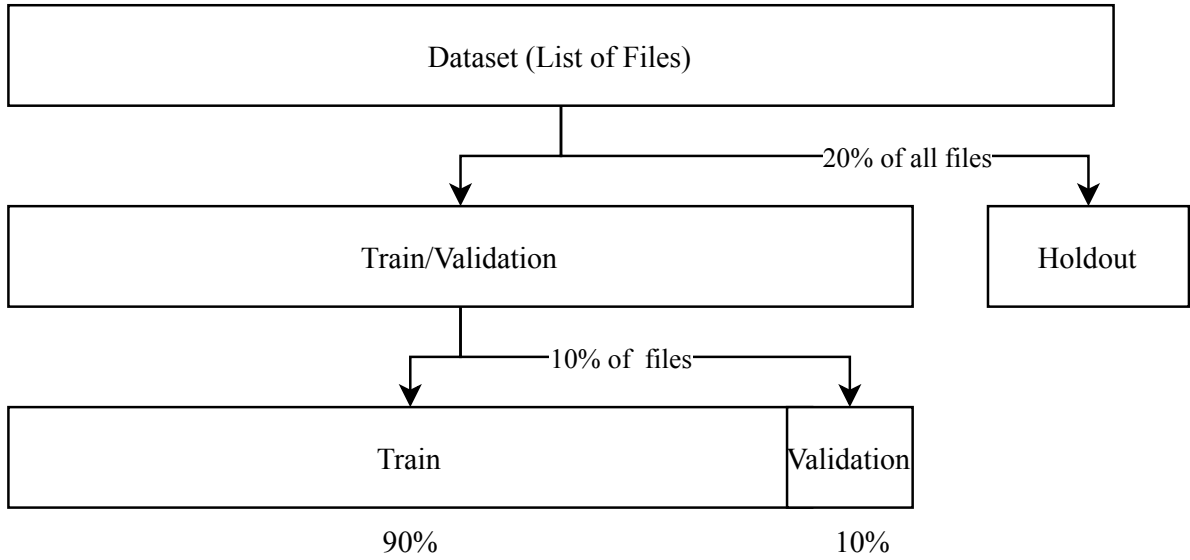 Dataset (List of Files)
20% of all files
Train/Validation
Holdout
10% of files
Train
Validation
90%
10%